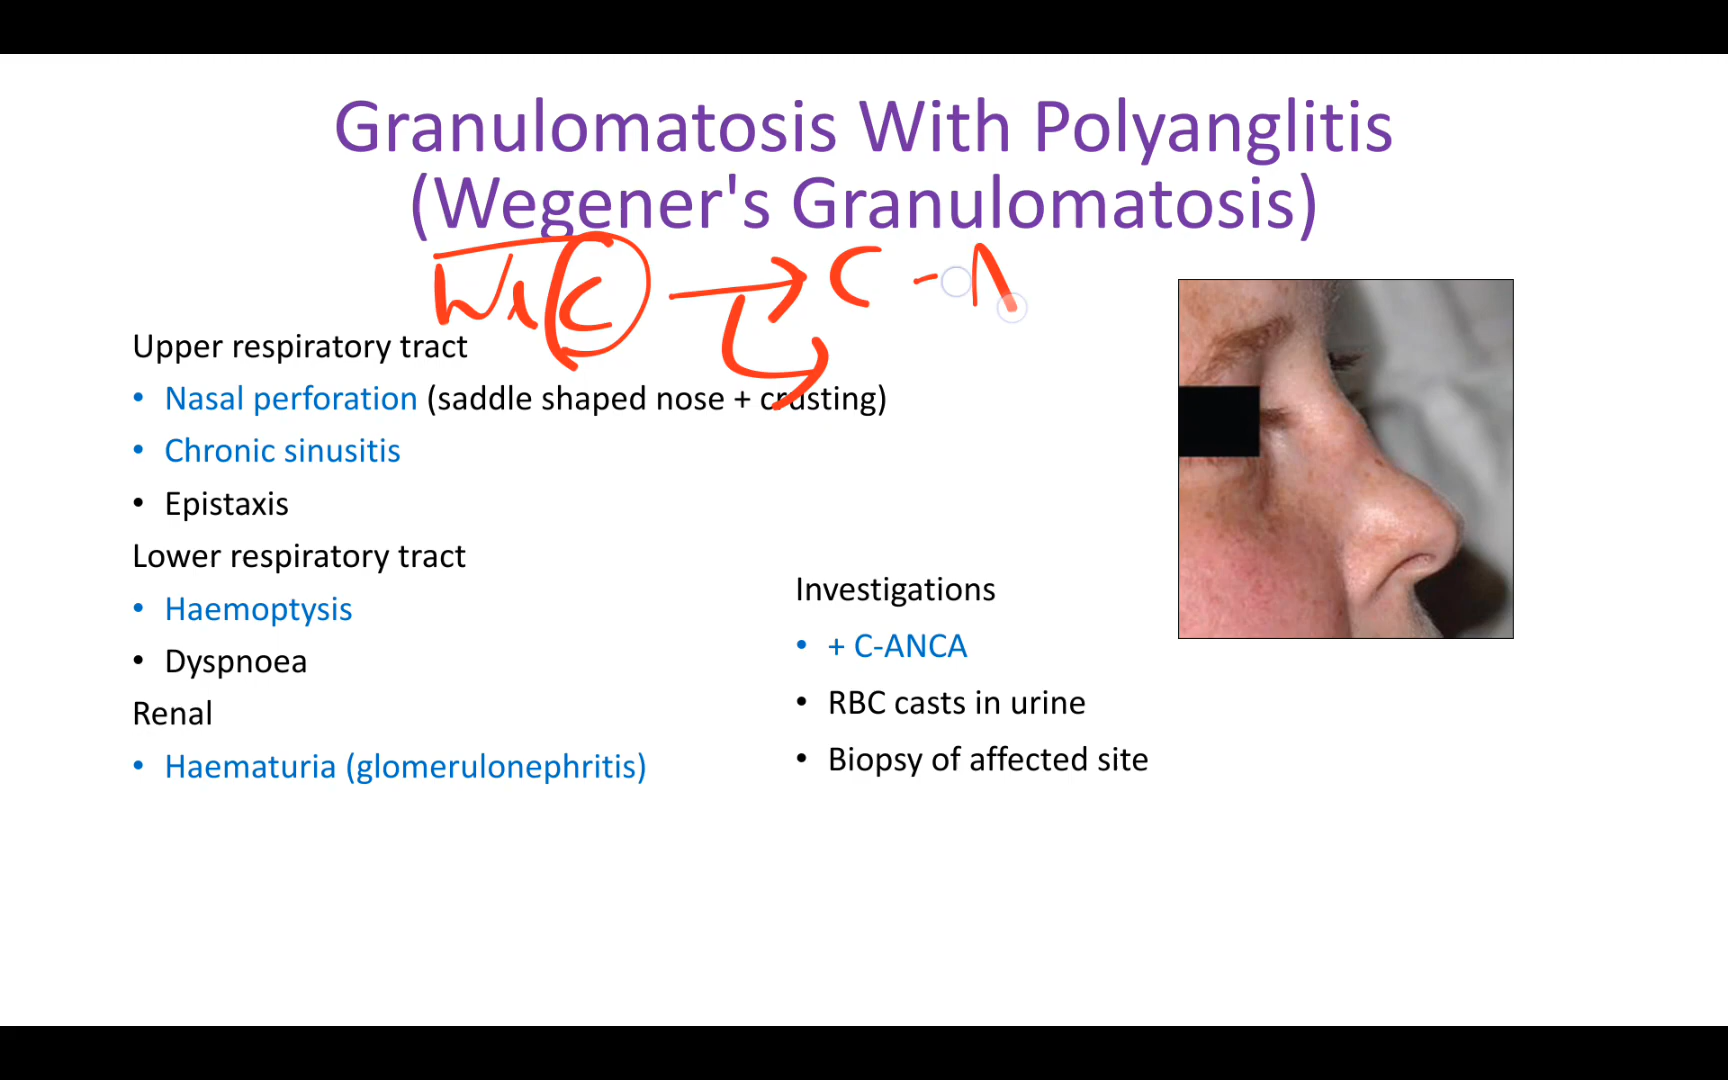 Granulomatosis With Polyanglitis
(Wegener's Granulomatosis)
C - A
Upper respiratory tract
• Nasal perforation (saddle shaped nose + crusting)
• Chronic sinusitis
• Epistaxis
Lower respiratory tract
• Haemoptysis
• Dyspnoea
Renal
• Haematuria (glomerulonephritis)
Investigations
• + C-ANCA
• RBC casts in urine
• Biopsy of affected site